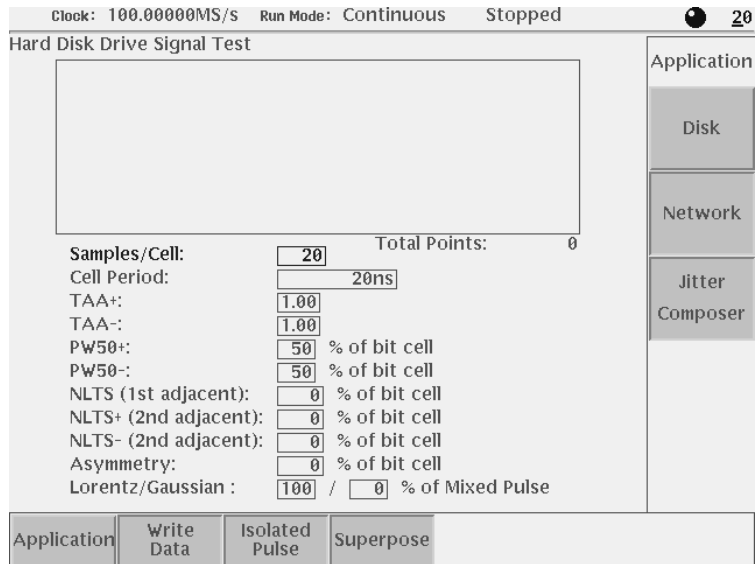 Clock: 100.00000MS/s Run Mode: Continuous Stopped 20
Hard Disk Drive Signal Test
Application
Disk
Network
Jitter
Composer
Total Points: 0
Samples/Cell: 20
Cell Period: 20ns
TAA+: 1.00
TAA-: 1.00
PW50+: 50 % of bit cell
PW50-: 50 % of bit cell
NLTS (1st adjacent): 0 % of bit cell
NLTS+ (2nd adjacent): 0 % of bit cell
NLTS- (2nd adjacent): 0 % of bit cell
Asymmetry: 0 % of bit cell
Lorentz/Gaussian : 100 / 0 % of Mixed Pulse
Application
Write
Data
Isolated
Pulse
Superpose